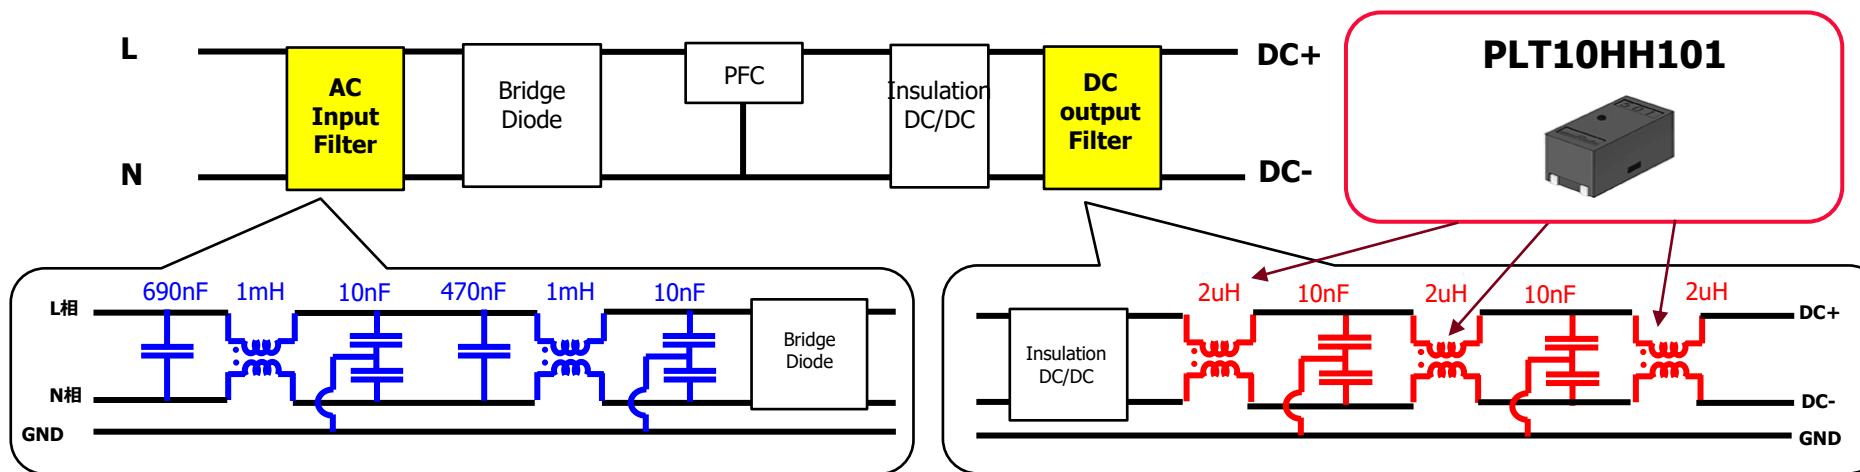 L
N
AC
Input
Filter
Bridge
Diode
PFC
Insulation
DC/DC
DC
output
Filter
DC+
DC-
PLT10HH101
L相
N相
GND
690nF
1mH
10nF
470nF
1mH
10nF
Bridge
Diode
Insulation
DC/DC
2uH
10nF
2uH
10nF
2uH
DC+
DC-
GND